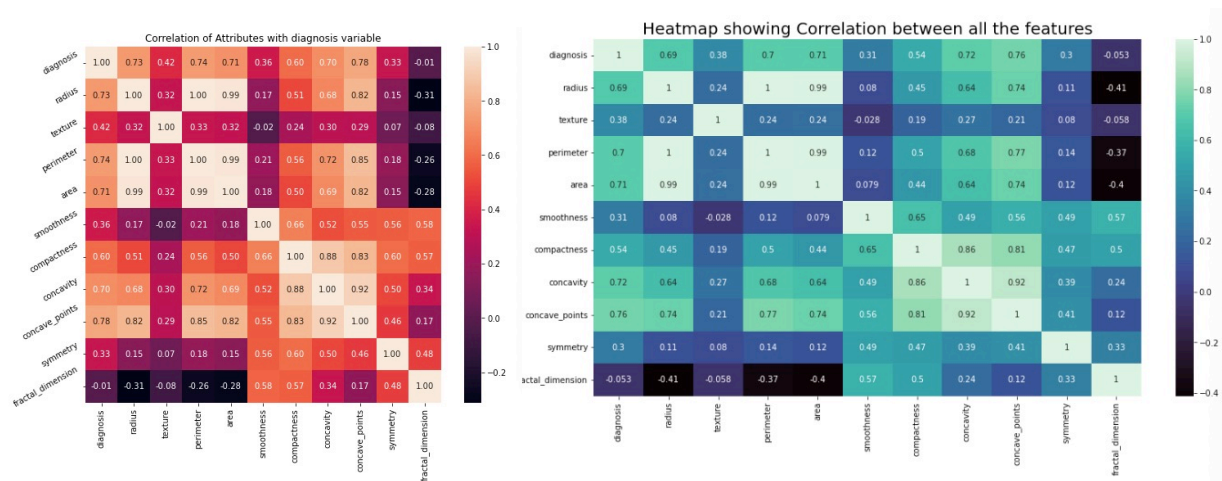 Correlation of Attributes with diagnosis variable
diagnosis 1.00 0.73 0.42 0.74 0.71 0.36 0.60 0.70 0.78 0.33 -0.01
radius 0.73 1.00 0.32 1.00 0.99 0.17 0.51 0.68 0.82 0.15 -0.31
texture 0.42 0.32 1.00 0.33 0.32 -0.02 0.24 0.30 0.29 0.07 -0.08
perimeter 0.74 1.00 0.33 1.00 0.99 0.21 0.56 0.72 0.85 0.18 -0.26
area 0.71 0.99 0.32 0.99 1.00 0.18 0.50 0.69 0.82 0.15 -0.28
smoothness 0.36 0.17 -0.02 0.21 0.18 1.00 0.66 0.52 0.55 0.56 0.58
compactness 0.60 0.51 0.24 0.56 0.50 0.66 1.00 0.88 0.83 0.60 0.57
concavity 0.70 0.68 0.30 0.72 0.69 0.52 0.88 1.00 0.92 0.50 0.34
concave_points 0.78 0.82 0.29 0.85 0.82 0.55 0.83 0.92 1.00 0.46 0.17
symmetry 0.33 0.15 0.07 0.18 0.15 0.56 0.60 0.50 0.46 1.00 0.48
fractal_dimension -0.01 -0.31 -0.08 -0.26 -0.28 0.58 0.57 0.34 0.17 0.48 1.00
diagnosis radius texture perimeter area smoothness compactness concavity concave_points symmetry fractal_dimension
1.0
0.8
0.6
0.4
0.2
0.0
-0.2
Heatmap showing Correlation between all the features
diagnosis 1 0.69 0.38 0.7 0.71 0.31 0.54 0.72 0.76 0.3 -0.053
radius 0.69 1 0.24 1 0.99 0.08 0.45 0.64 0.74 0.11 -0.41
texture 0.38 0.24 1 0.24 0.24 -0.028 0.19 0.27 0.21 0.08 -0.058
perimeter 0.7 1 0.24 1 0.99 0.12 0.5 0.68 0.77 0.14 -0.37
area 0.71 0.99 0.24 0.99 1 0.079 0.44 0.64 0.74 0.12 -0.4
smoothness 0.31 0.08 -0.028 0.12 0.079 1 0.65 0.49 0.56 0.49 0.57
compactness 0.54 0.45 0.19 0.5 0.44 0.65 1 0.86 0.81 0.47 0.5
concavity 0.72 0.64 0.27 0.68 0.64 0.49 0.86 1 0.92 0.39 0.24
concave_points 0.76 0.74 0.21 0.77 0.74 0.56 0.81 0.92 1 0.41 0.12
symmetry 0.3 0.11 0.08 0.14 0.12 0.49 0.47 0.39 0.41 1 0.33
actal_dimension -0.053 -0.41 -0.058 -0.37 -0.4 0.57 0.5 0.24 0.12 0.33 1
diagnosis radius texture perimeter area smoothness compactness concavity concave_points symmetry fractal_dimension
1.0
0.8
0.6
0.4
0.2
0.0
-0.2
-0.4